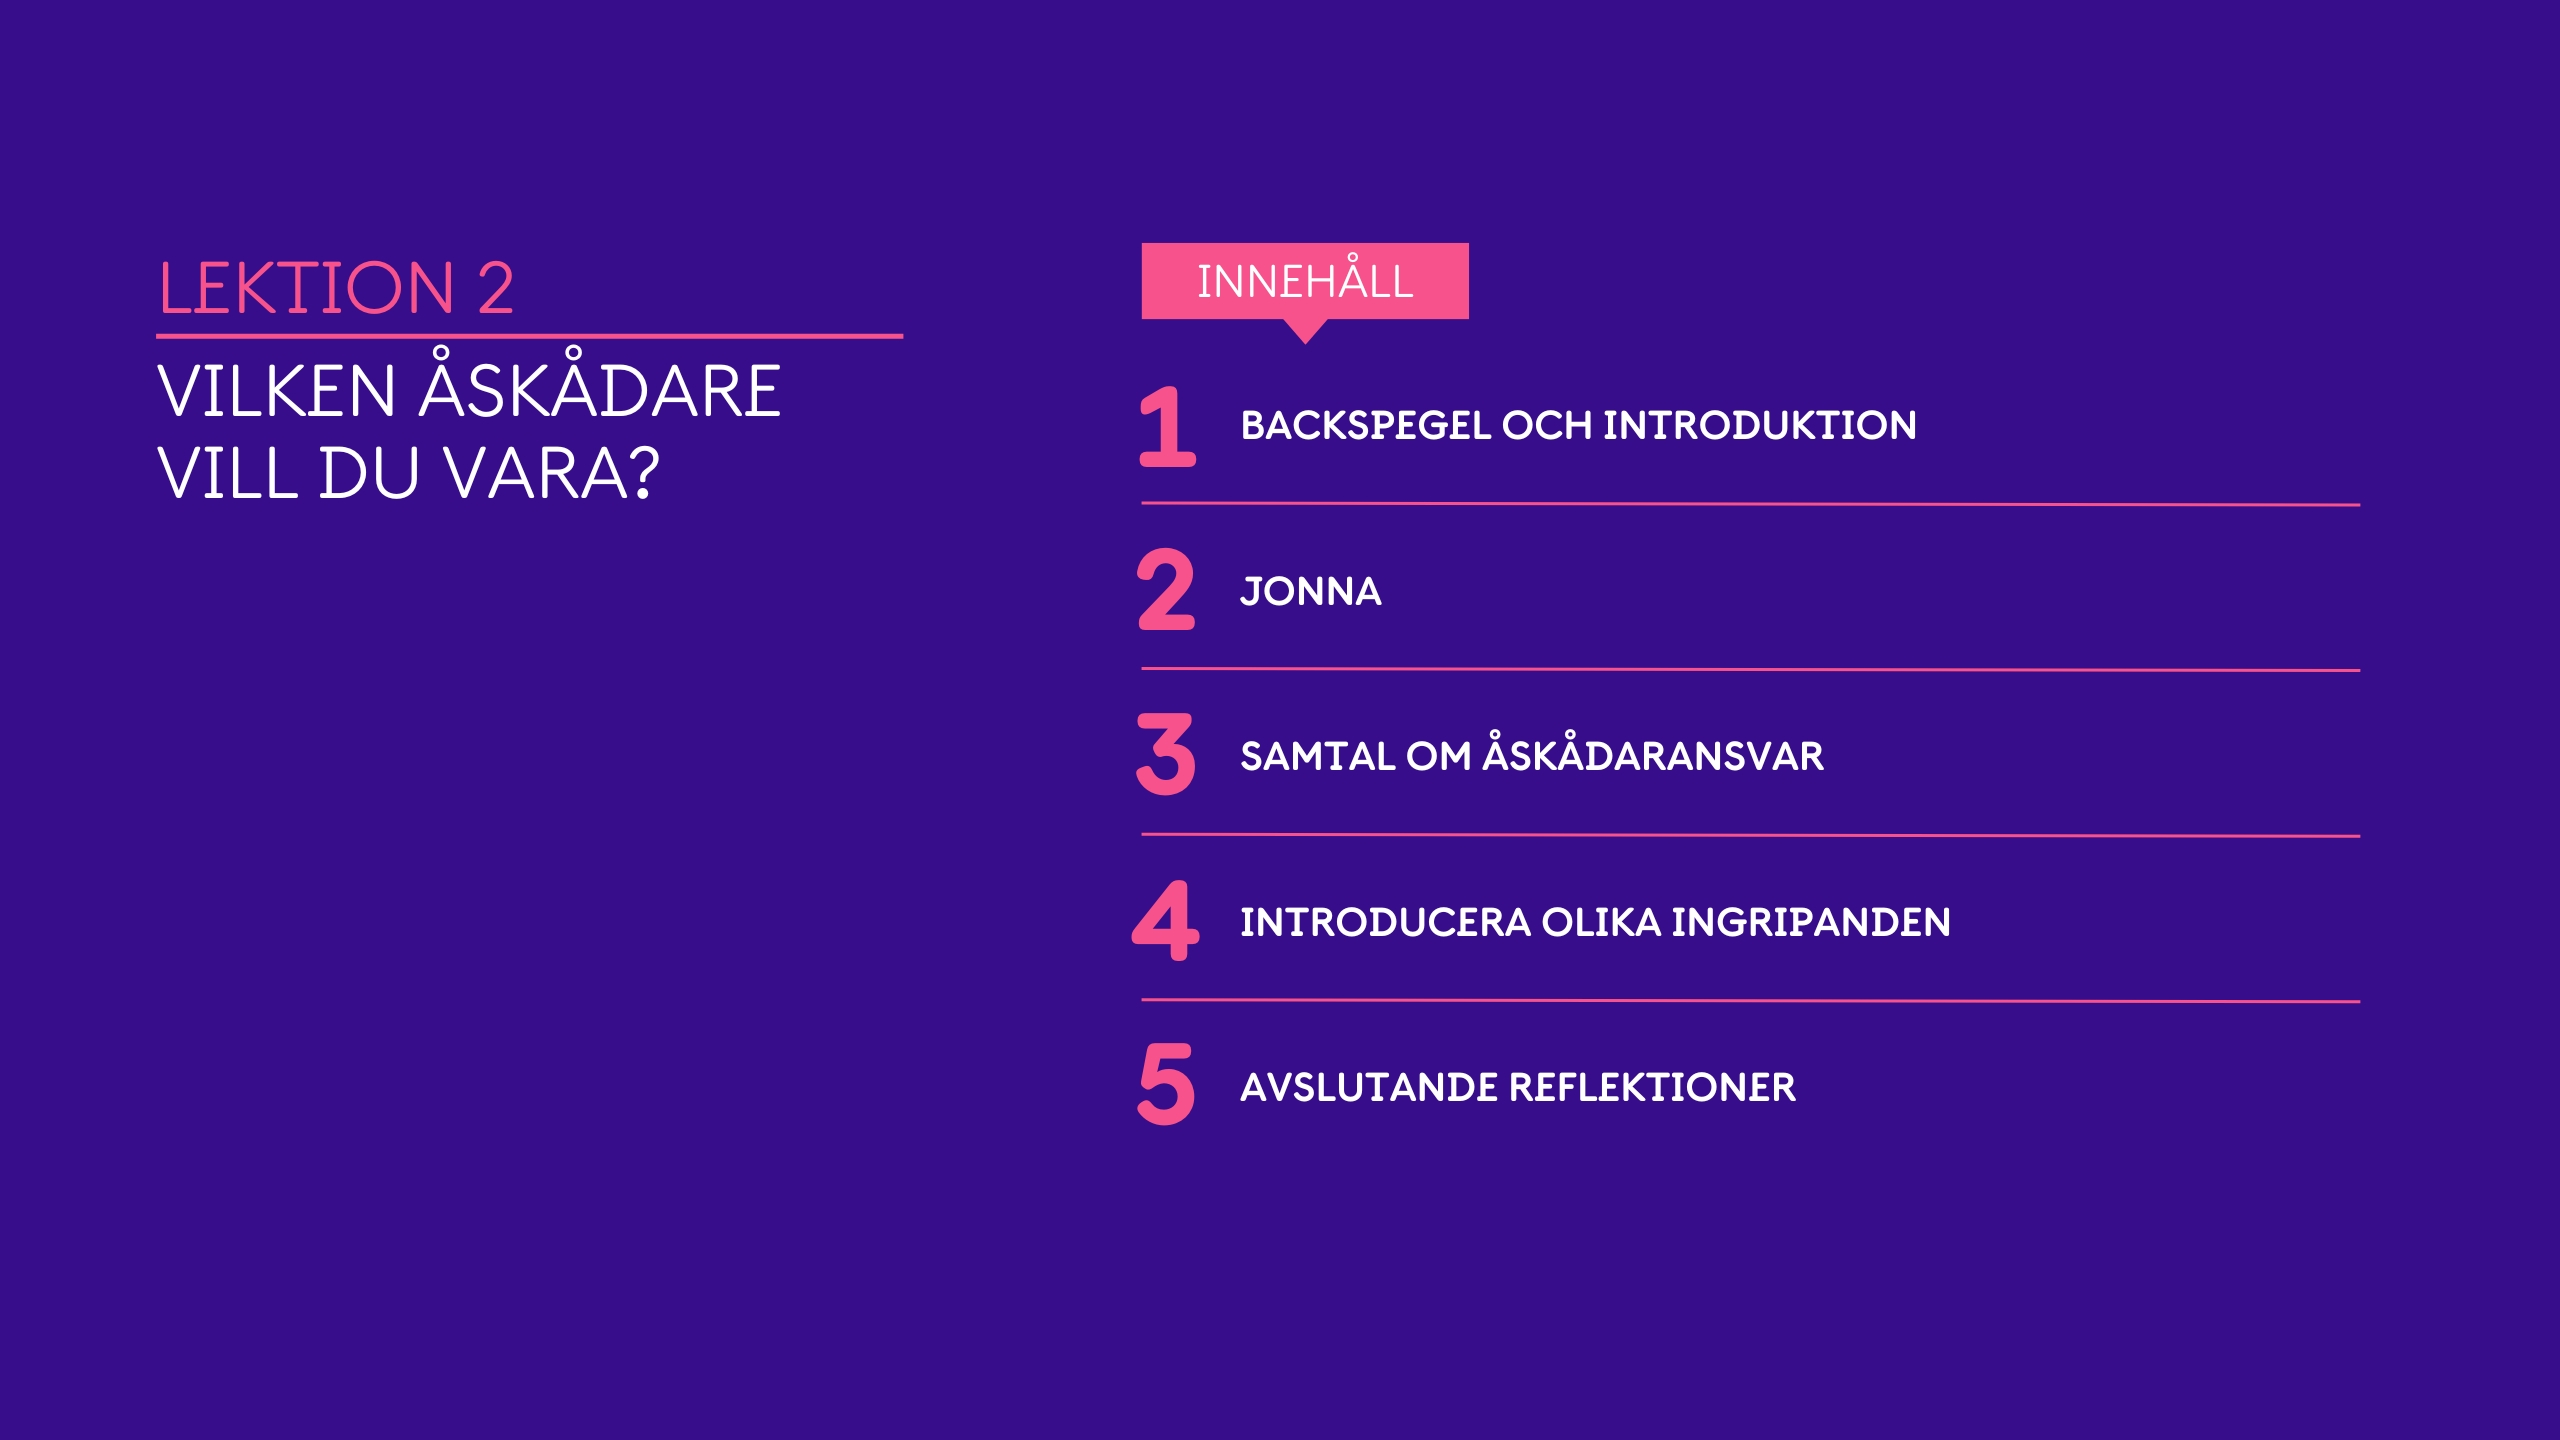 LEKTION 2
VILKEN ÅSKÅDARE
VILL DU VARA?
INNEHÅLL
1 BACKSPEGEL OCH INTRODUKTION
2 JONNA
3 SAMTAL OM ÅSKÅDARANSVAR
4 INTRODUCERA OLIKA INGRIPANDEN
5 AVSLUTANDE REFLEKTIONER